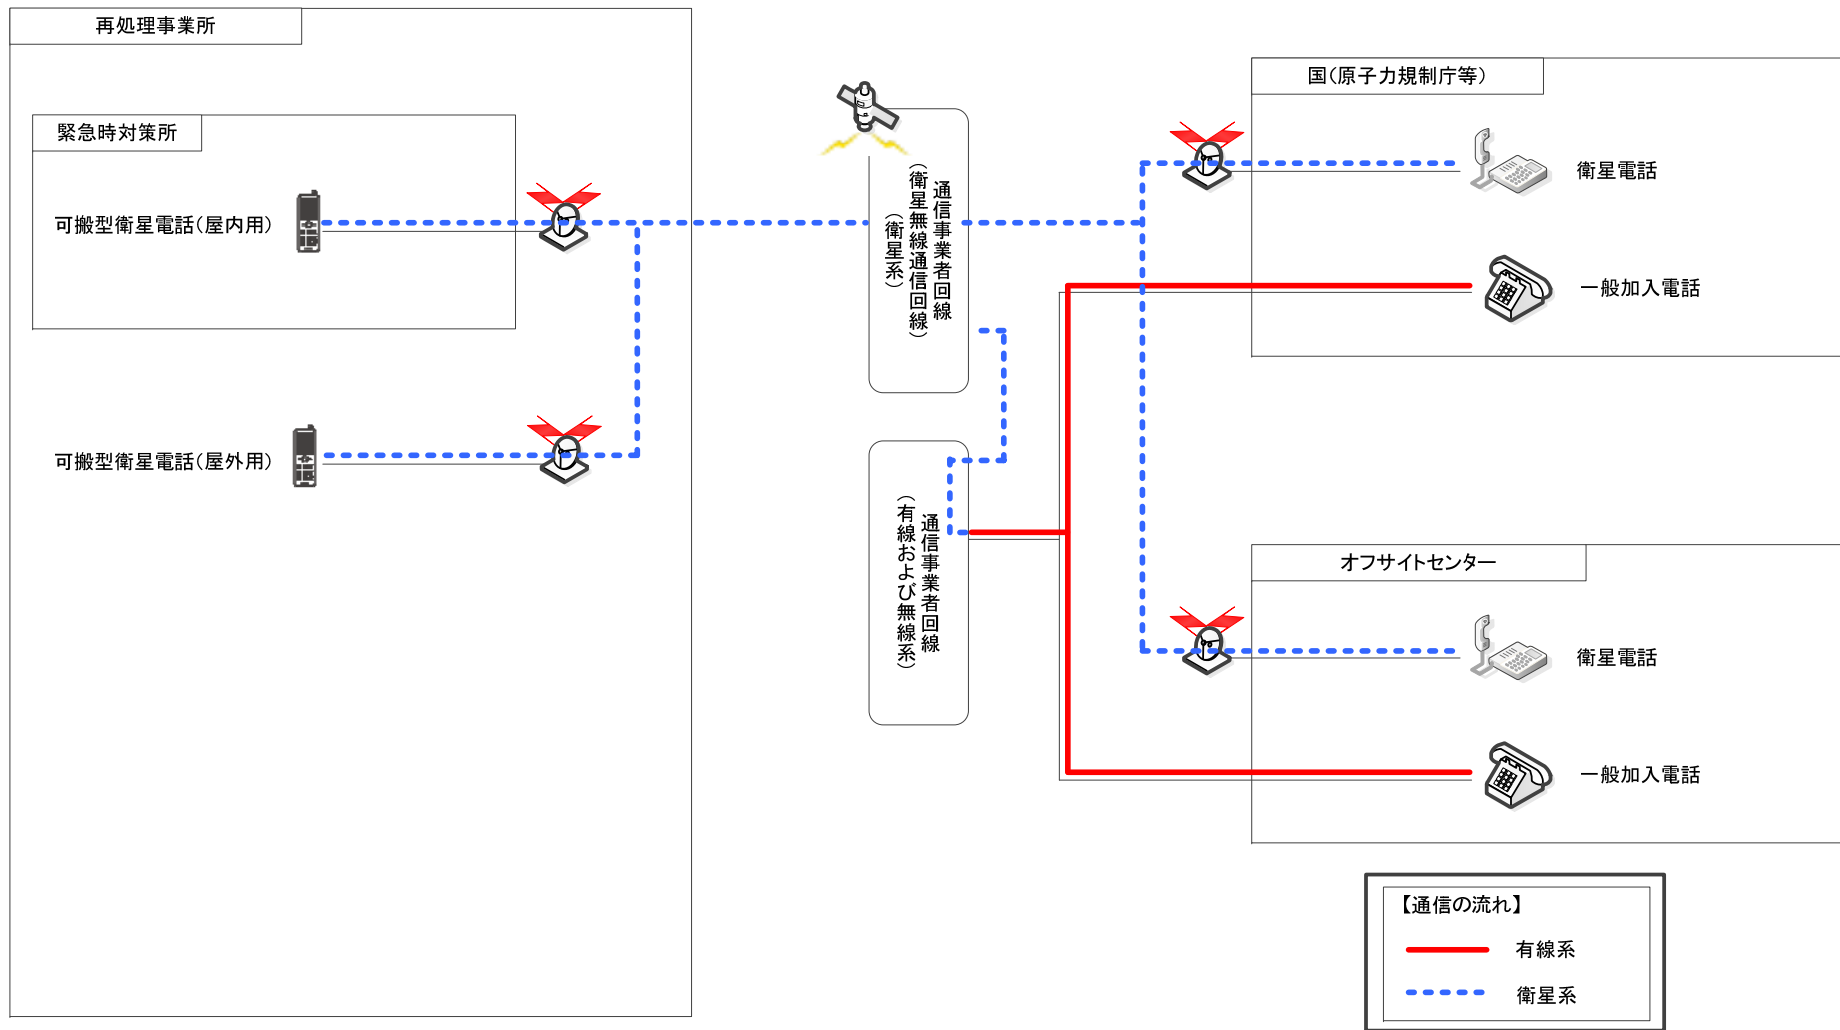 再処理事業所
緊急時対策所
可搬型衛星電話(屋内用)
可搬型衛星電話(屋外用)
通信事業者回線
(衛星無線通信回線)
(衛星系)
通信事業者回線
(有線および無線系)
国(原子力規制庁等)
衛星電話
一般加入電話
オフサイトセンター
衛星電話
一般加入電話
【通信の流れ】
有線系
衛星系